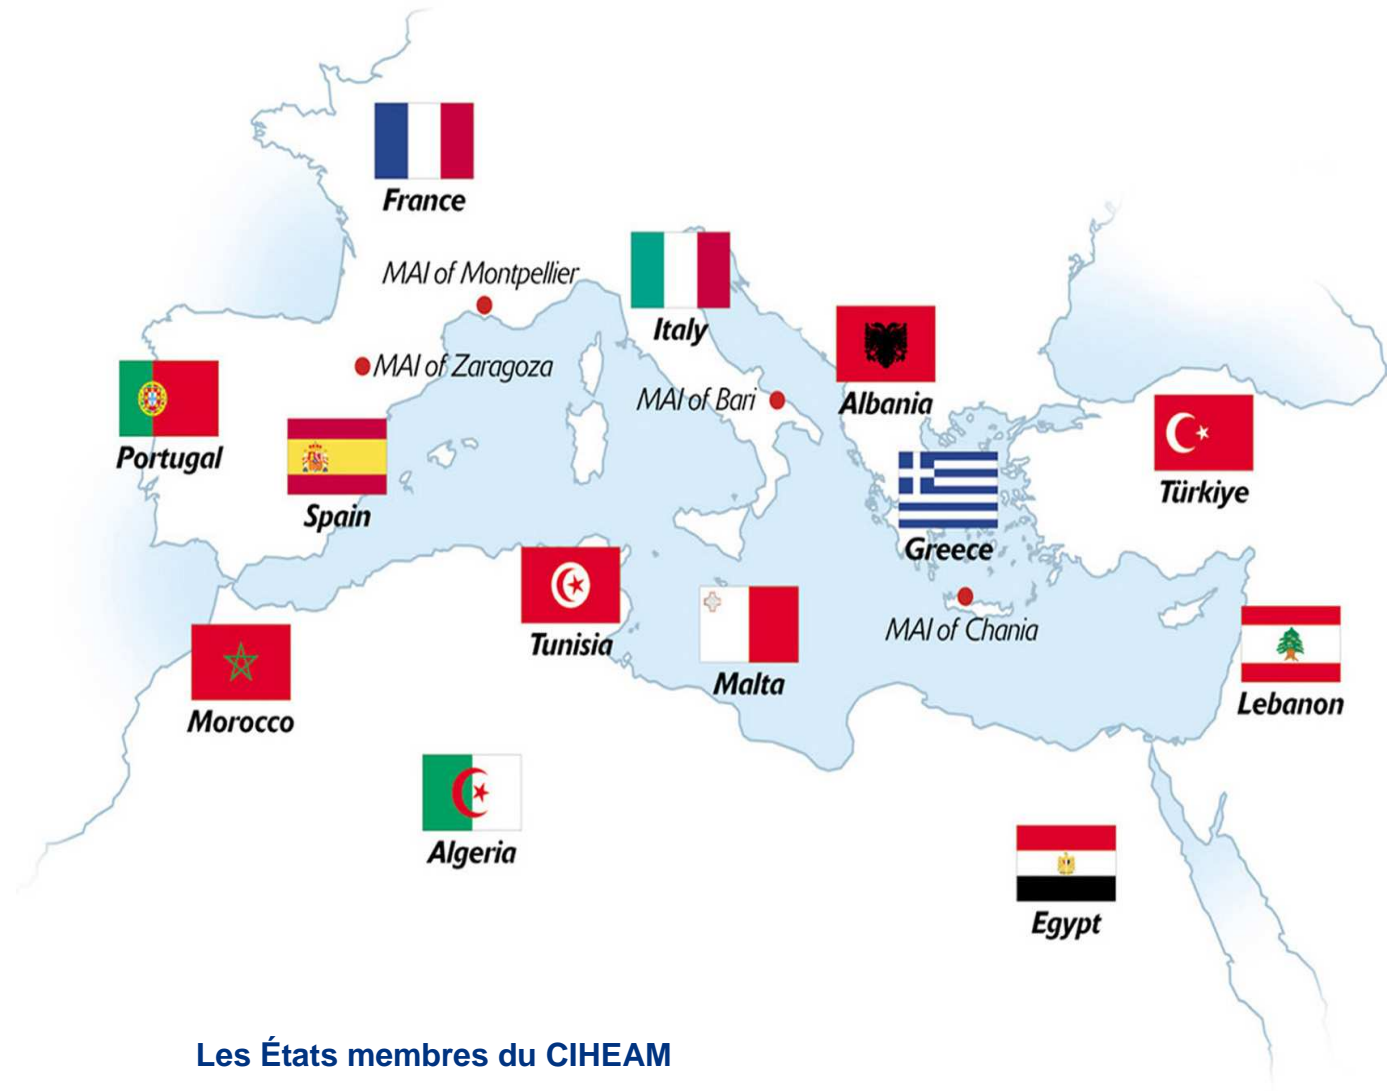 France
MAI of Montpellier
Italy
MAI of Zaragoza
MAI of Bari
Albania
Portugal
Spain
Türkiye
Greece
Tunisia
MAI of Chania
Malta
Lebanon
Morocco
Algeria
Egypt
Les États membres du CIHEAM